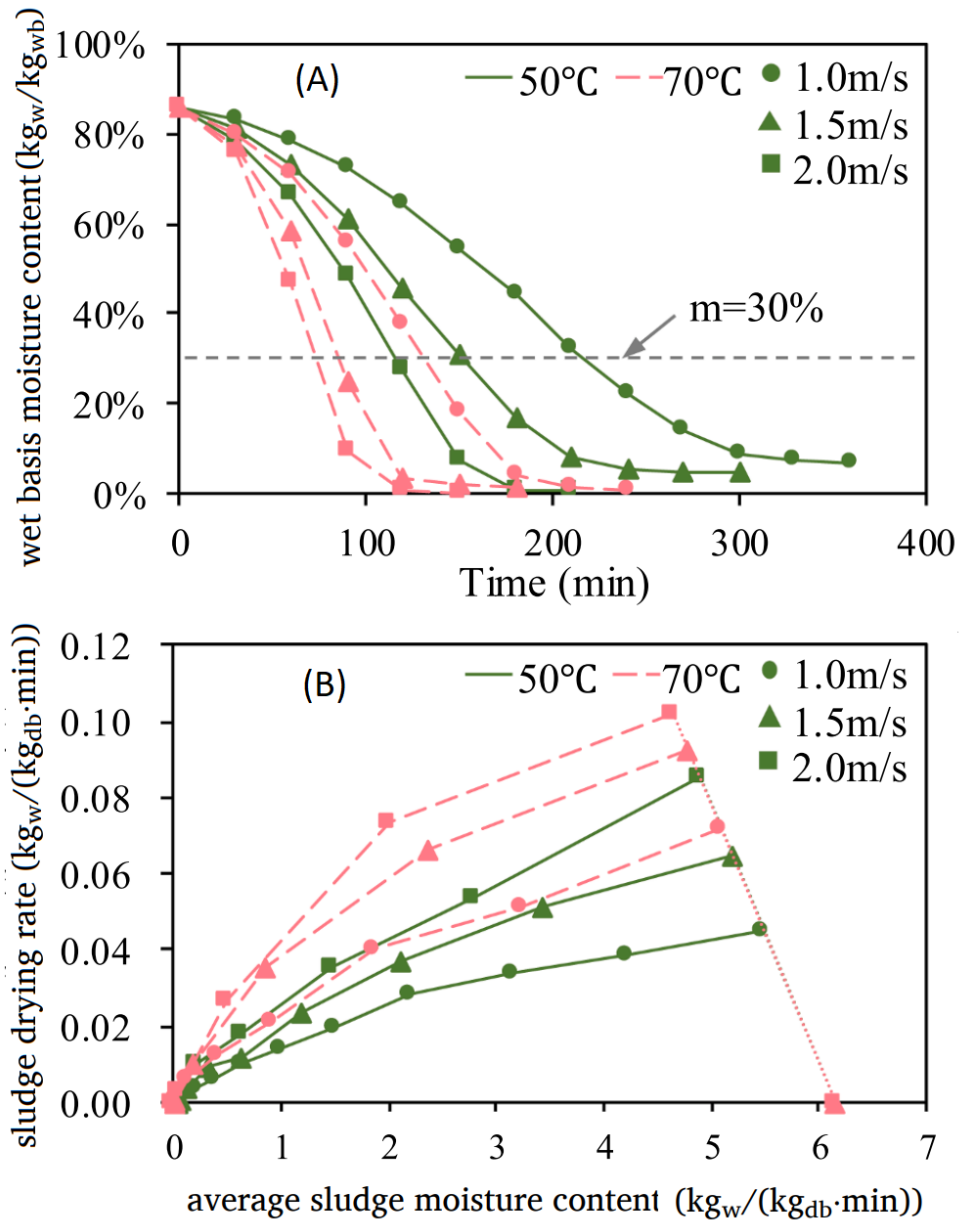 wet basis moisture content (kgw/kgwb)
100%
80%
60%
40%
20%
0%
(A)
50℃
70℃
1.0m/s
1.5m/s
2.0m/s
m=30%
0
100
200
300
400
Time (min)
sludge drying rate (kgw/(kgdb·min))
0.12
0.10
0.08
0.06
0.04
0.02
0.00
(B)
50℃
70℃
1.0m/s
1.5m/s
2.0m/s
0
1
2
3
4
5
6
7
average sludge moisture content (kgw/(kgdb·min))